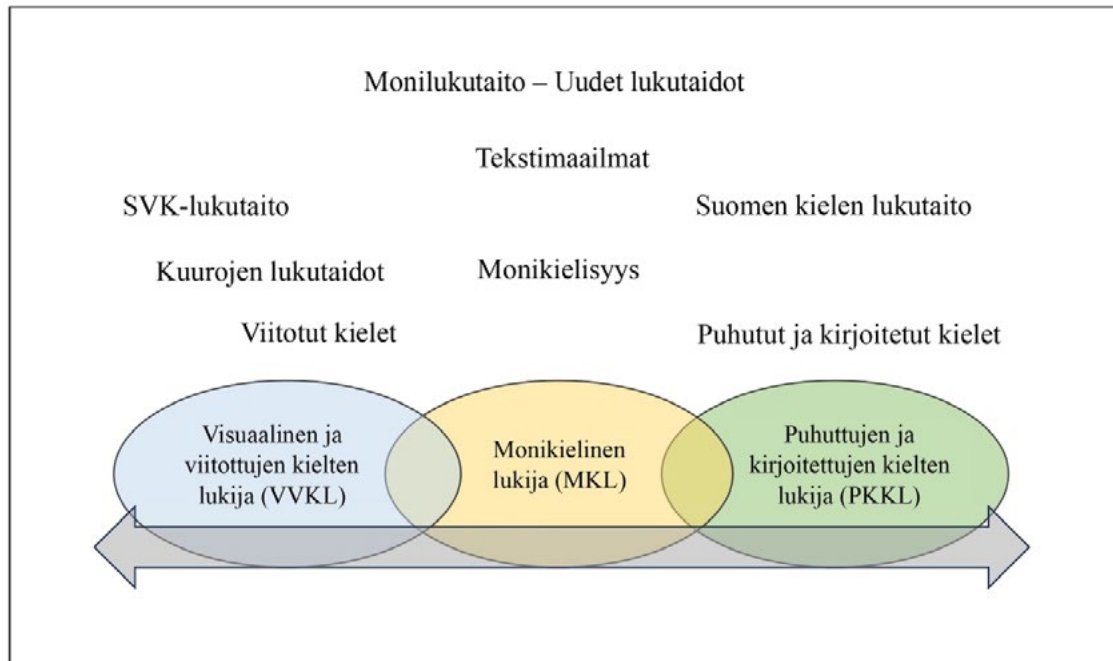 Monilukutaito – Uudet lukutaidot
Tekstimaailmat
SVK-lukutaito
Suomen kielen lukutaito
Kuurojen lukutaidot
Monikielisyys
Viitotut kielet
Puhutut ja kirjoitetut kielet
Visuaalinen ja
viitottujen kielten
lukija (VVKL)
Monikielinen
lukija (MKL)
Puhuttujen ja
kirjoitettujen kielten
lukija (PKKL)